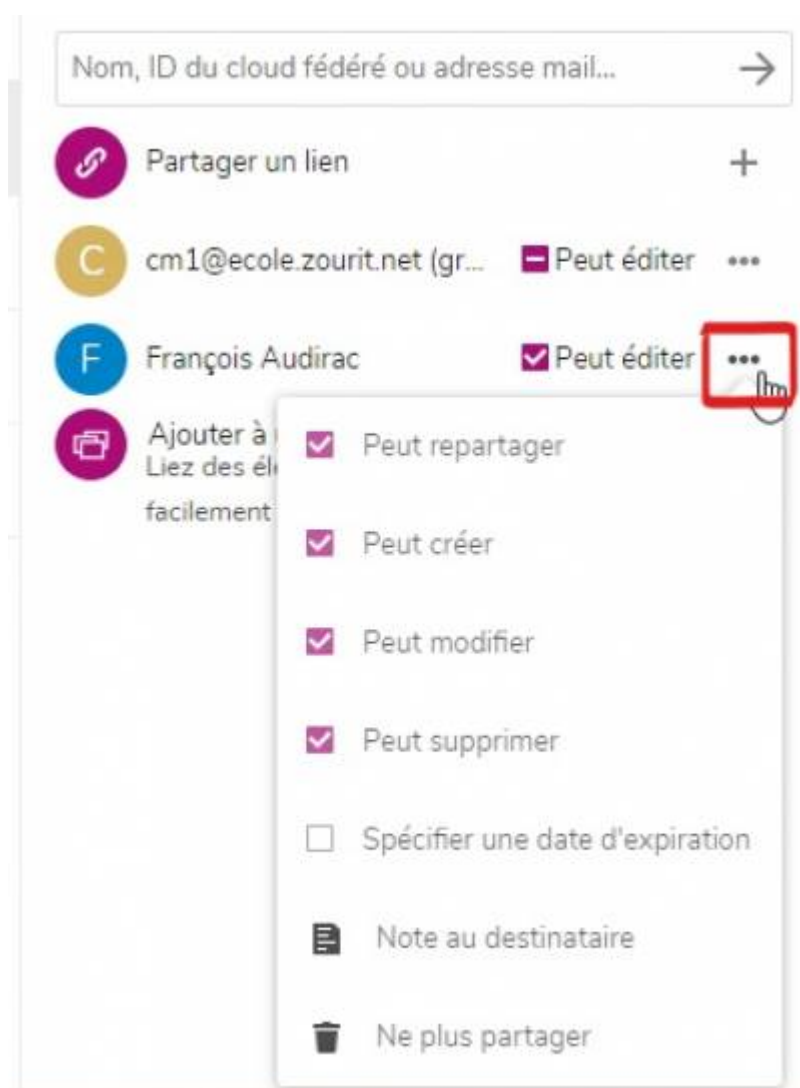 Nom, ID du cloud fédéré ou adresse mail...
Partager un lien
C cm1@ecole.zourit.net (gr... Peut éditer
F François Audirac Peut éditer
Ajouter à
Liez des élé
facilement
Peut repartager
Peut créer
Peut modifier
Peut supprimer
Spécifier une date d'expiration
Note au destinataire
Ne plus partager